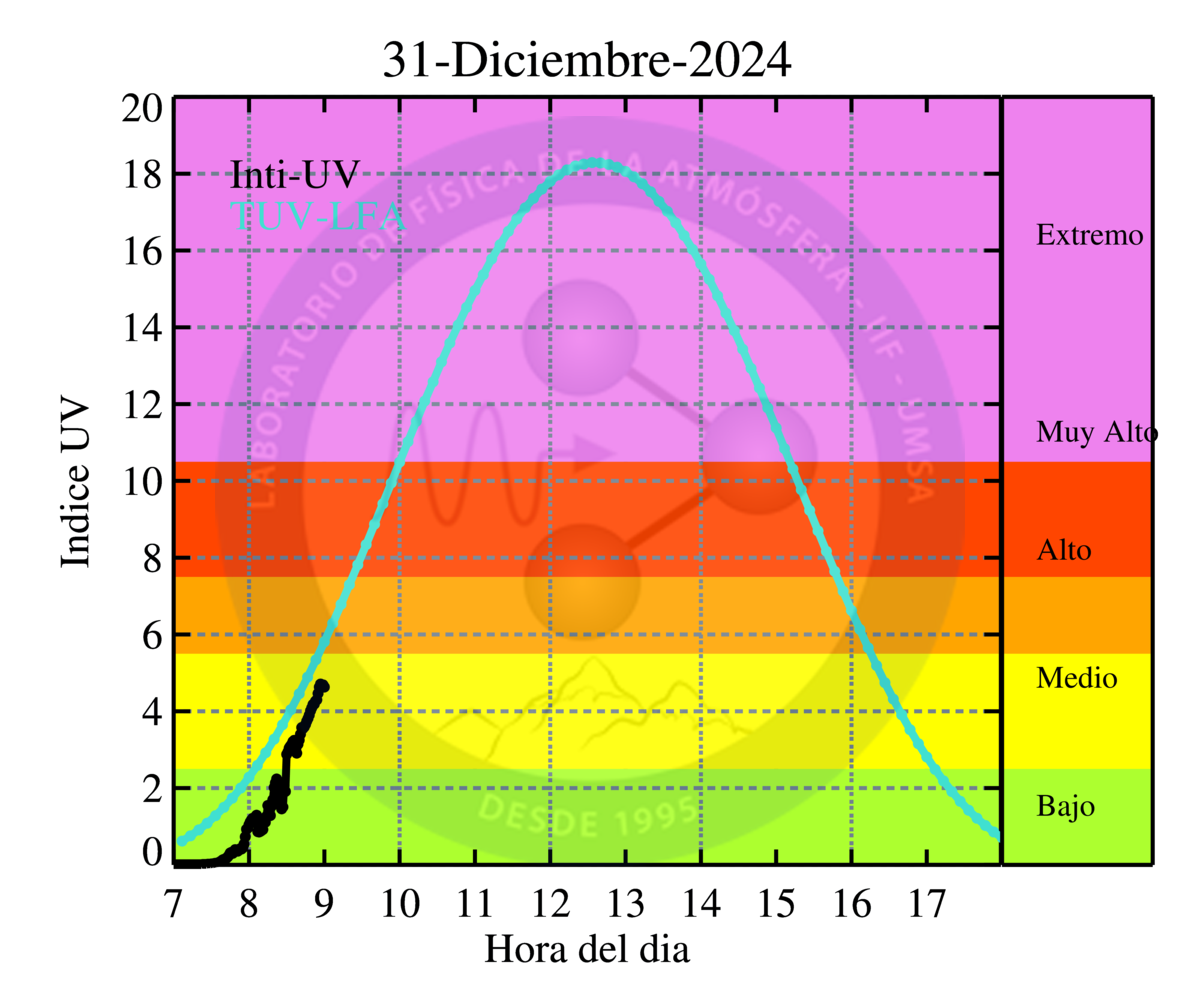 31-Diciembre-2024
20
18
16
14
12
10
8
6
4
2
0
Indice UV
Inti-UV
TUV-LFA
LABORATORIO DE FÍSICA DE LA ATMÓSFERA - IIF - UMSA
DESDE 1995
Extremo
Muy Alto
Alto
Medio
Bajo
7 8 9 10 11 12 13 14 15 16 17
Hora del dia